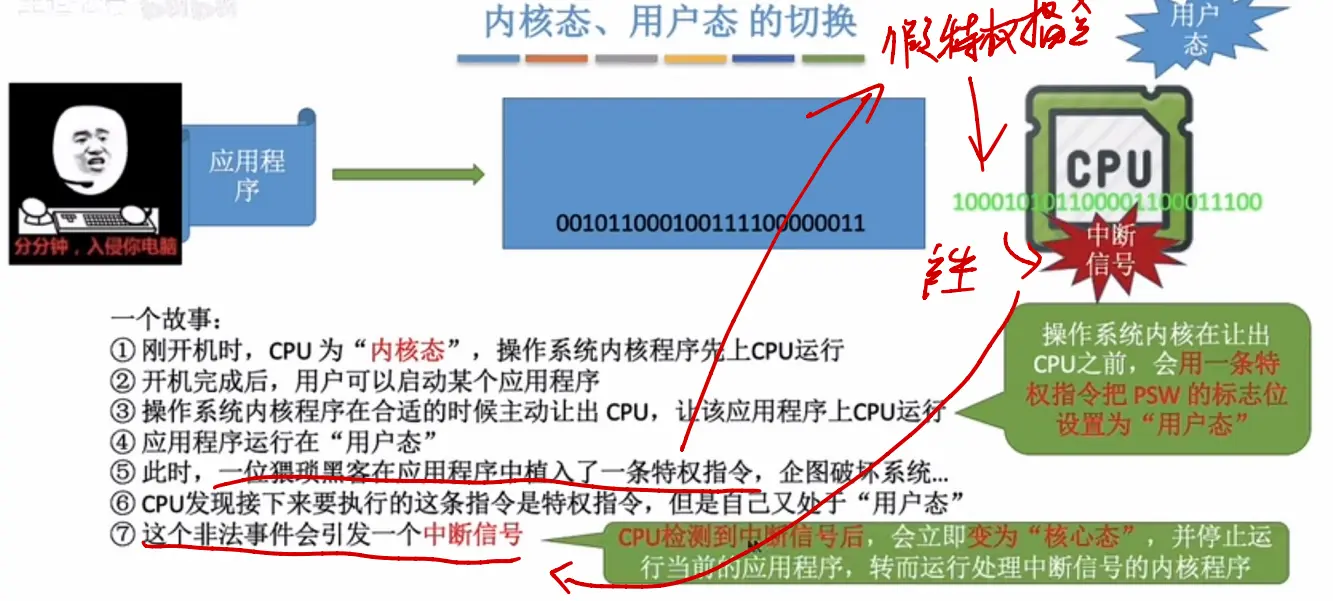 内核态、用户态 的切换
假特权指令
用户
态
应用程
序
分分钟，入侵你电脑
001011000100111100000011
CPU
100010101100001100011100
中断
信号
一个故事：
① 刚开机时，CPU 为“内核态”，操作系统内核程序先上CPU运行
② 开机完成后，用户可以启动某个应用程序
③ 操作系统内核程序在合适的时候主动让出 CPU，让该应用程序上CPU运行
④ 应用程序运行在“用户态”
⑤ 此时，一位猥琐黑客在应用程序中植入了一条特权指令，企图破坏系统...
⑥ CPU发现接下来要执行的这条指令是特权指令，但是自己又处于“用户态”
⑦ 这个非法事件会引发一个中断信号
操作系统内核在让出
CPU之前，会用一条特
权指令把 PSW 的标志位
设置为“用户态”
CPU检测到中断信号后，会立即变为“核心态”，并停止运
行当前的应用程序，转而运行处理中断信号的内核程序